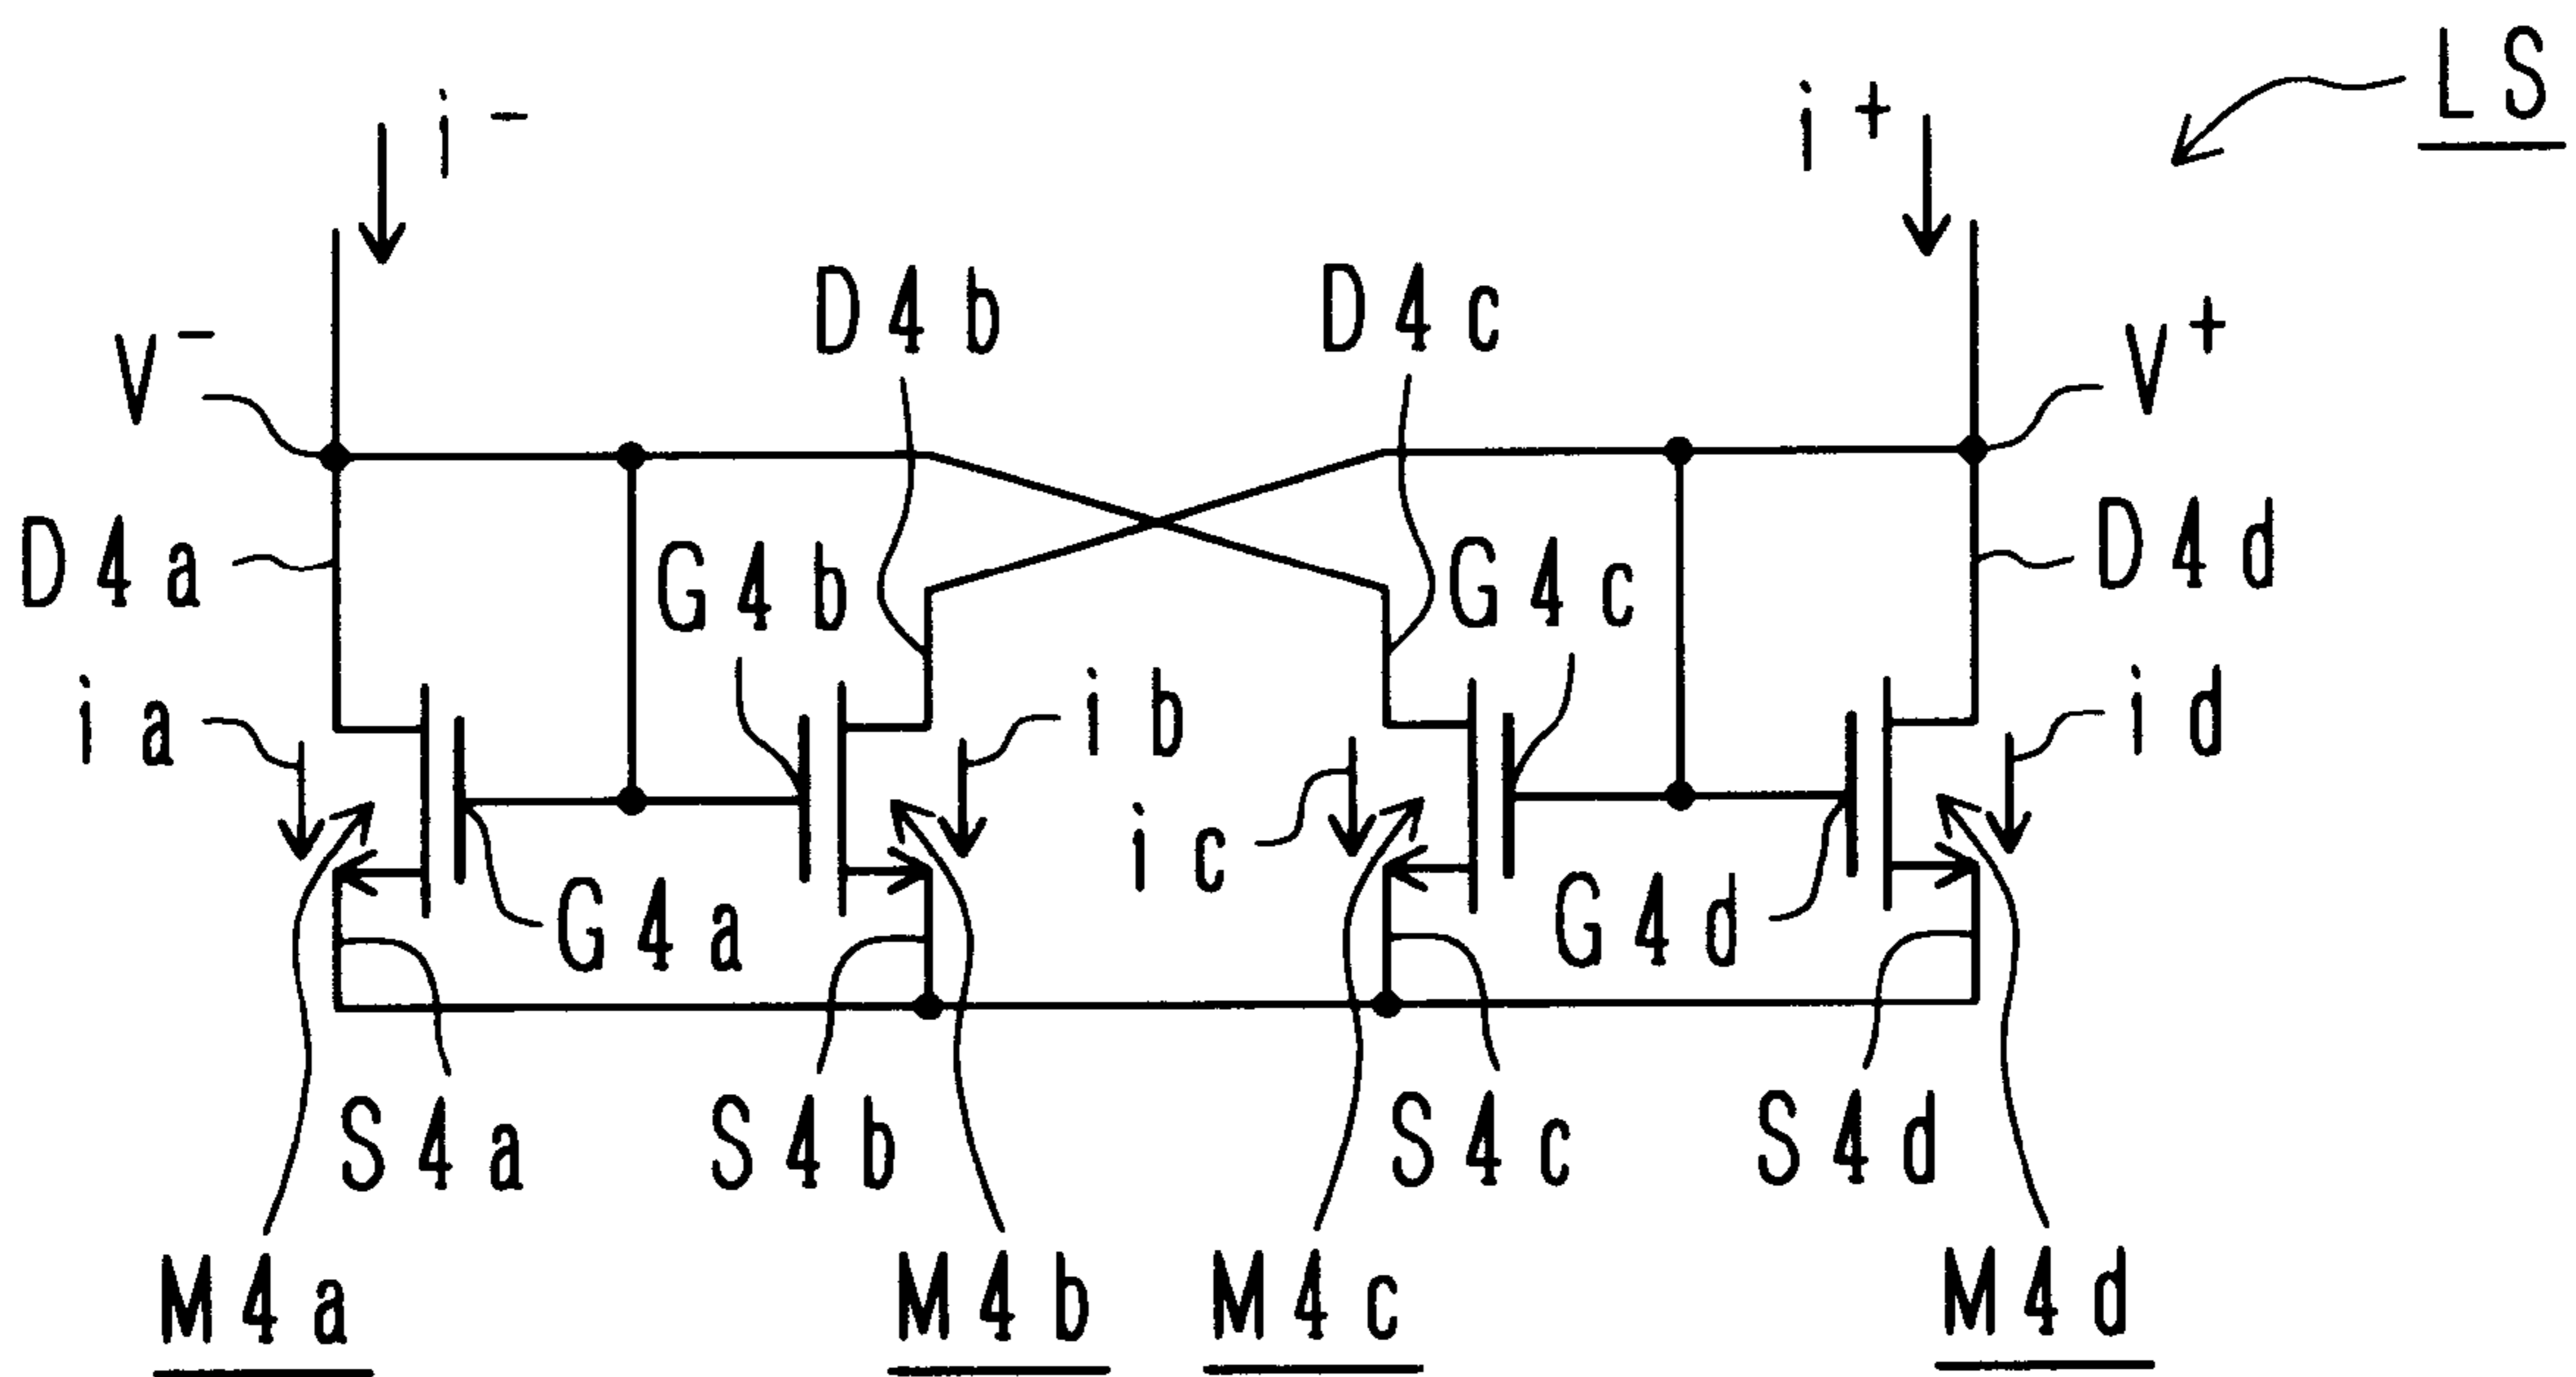 i⁻
i⁺
LS
D4b
D4c
V⁻
V⁺
D4a
G4b
G4c
D4d
ia
ib
ic
id
G4a
G4d
S4a
S4b
S4c
S4d
M4a
M4b
M4c
M4d